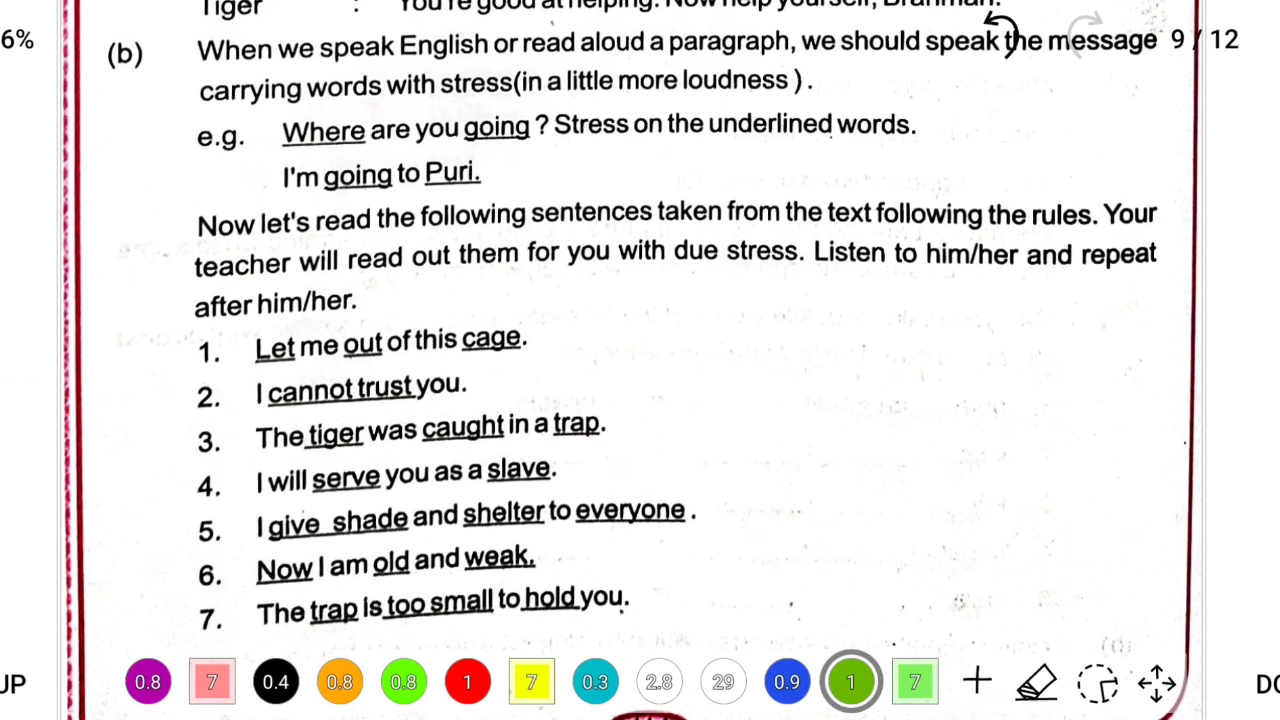 Tiger : You're good at helping. Now help yourself, Brahman.
6%
(b) When we speak English or read aloud a paragraph, we should speak the message 9 / 12
carrying words with stress(in a little more loudness ) .
e.g. Where are you going ? Stress on the underlined words.
I'm going to Puri.
Now let's read the following sentences taken from the text following the rules. Your
teacher will read out them for you with due stress. Listen to him/her and repeat
after him/her.
1. Let me out of this cage.
2. I cannot trust you.
3. The tiger was caught in a trap.
4. I will serve you as a slave.
5. I give shade and shelter to everyone .
6. Now I am old and weak.
7. The trap is too small to hold you.
UP 0.8 7 0.4 0.8 0.8 1 7 0.3 2.8 29 0.9 1 7 DO